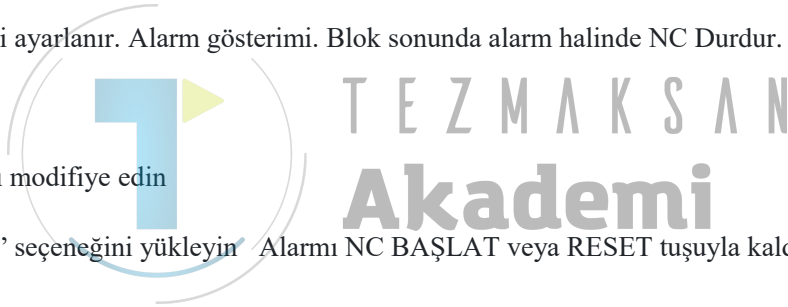 i ayarlanır. Alarm gösterimi. Blok sonunda alarm halinde NC Durdur.
TEZMAKSAN
modifiye edin
Akademi
” seçeneğini yükleyin Alarmı NC BAŞLAT veya RESET tuşuyla